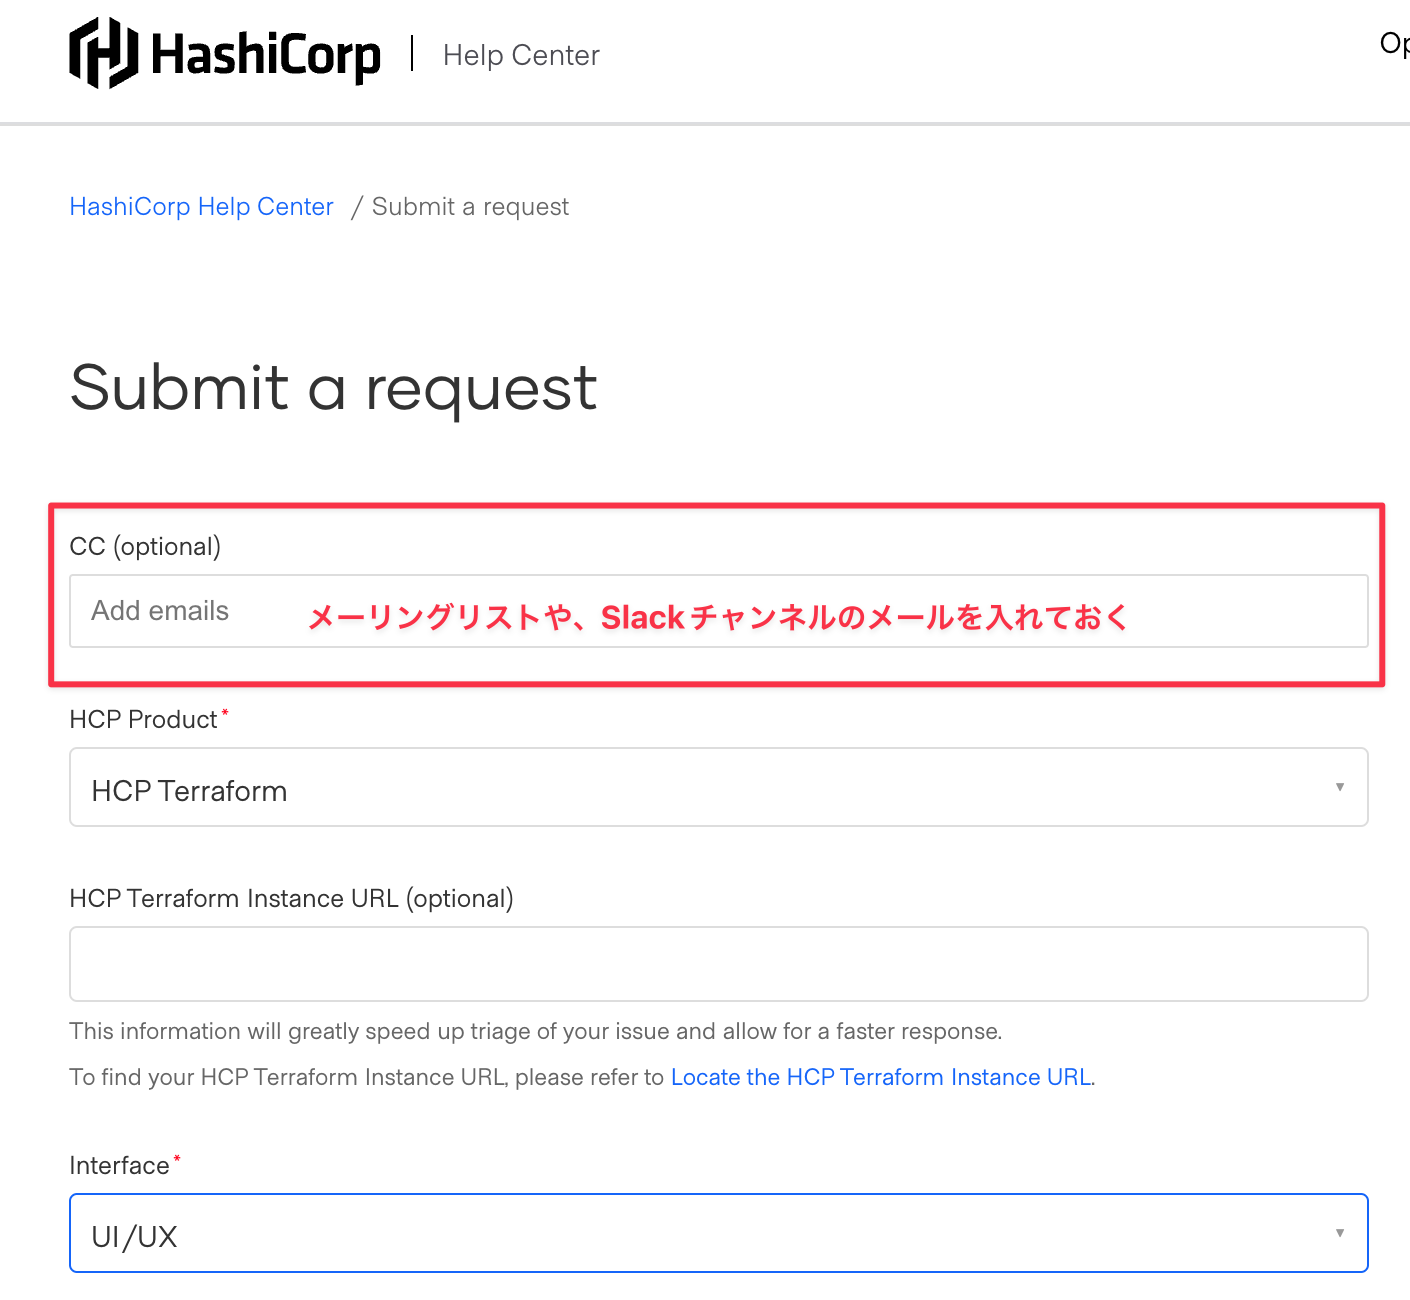 HashiCorp | Help Center
Op
HashiCorp Help Center / Submit a request
Submit a request
CC (optional)
Add emails
メーリングリストや、Slackチャンネルのメールを入れておく
HCP Product*
HCP Terraform
HCP Terraform Instance URL (optional)
This information will greatly speed up triage of your issue and allow for a faster response.
To find your HCP Terraform Instance URL, please refer to Locate the HCP Terraform Instance URL.
Interface*
UI/UX